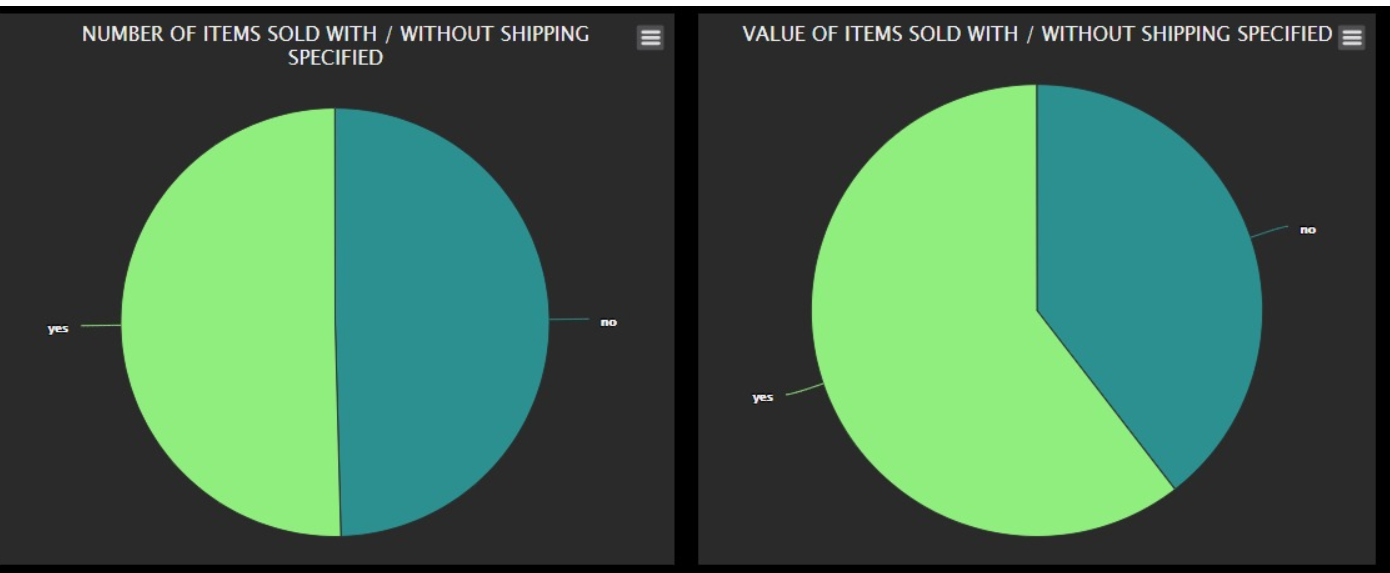 NUMBER OF ITEMS SOLD WITH / WITHOUT SHIPPING
SPECIFIED
yes
no
VALUE OF ITEMS SOLD WITH / WITHOUT SHIPPING SPECIFIED
no
yes